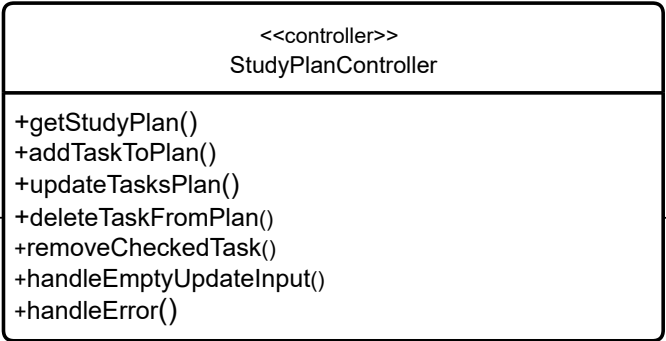 <<controller>>
StudyPlanController
+getStudyPlan()
+addTaskToPlan()
+updateTasksPlan()
+deleteTaskFromPlan()
+removeCheckedTask()
+handleEmptyUpdateInput()
+handleError()